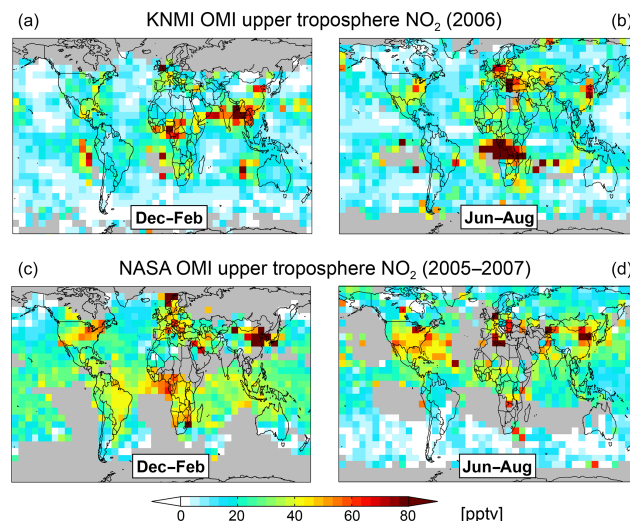 (a) KNMI OMI upper troposphere NO₂ (2006) (b)
Dec–Feb Jun–Aug
(c) NASA OMI upper troposphere NO₂ (2005–2007) (d)
Dec–Feb Jun–Aug
0 20 40 60 80 [pptv]